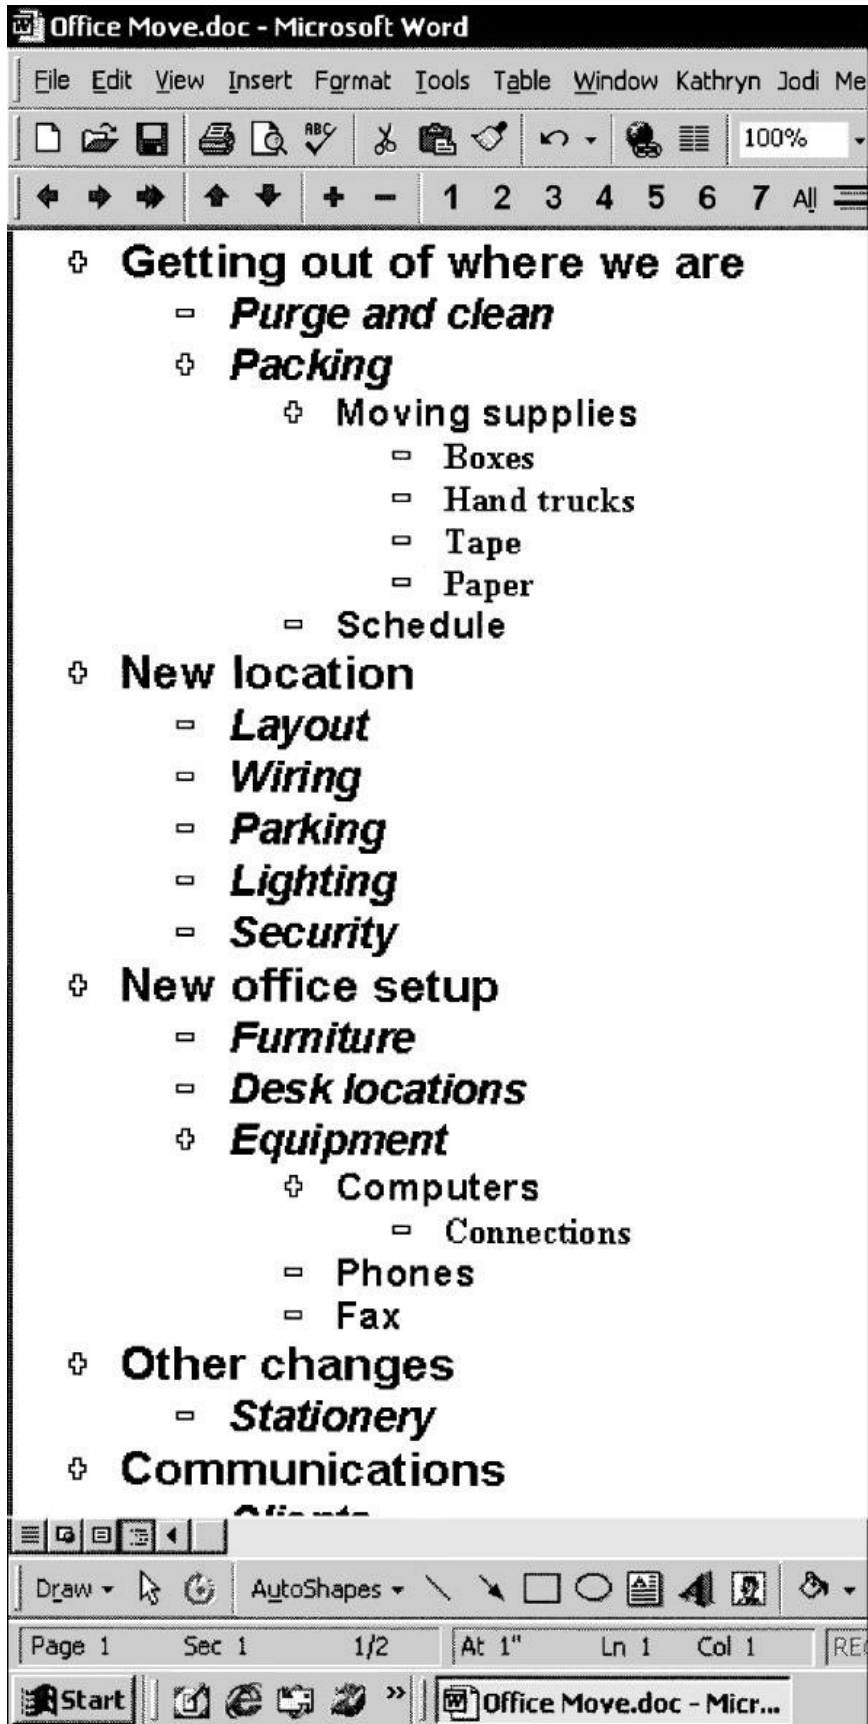 Office Move.doc - Microsoft Word
File Edit View Insert Format Tools Table Window Kathryn Jodi Me
ABC 100%
1 2 3 4 5 6 7 All
Getting out of where we are
Purge and clean
Packing
Moving supplies
Boxes
Hand trucks
Tape
Paper
Schedule
New location
Layout
Wiring
Parking
Lighting
Security
New office setup
Furniture
Desk locations
Equipment
Computers
Connections
Phones
Fax
Other changes
Stationery
Communications
Clients
Draw AutoShapes
Page 1 Sec 1 1/2 At 1" Ln 1 Col 1 REC
Start » Office Move.doc - Micr...